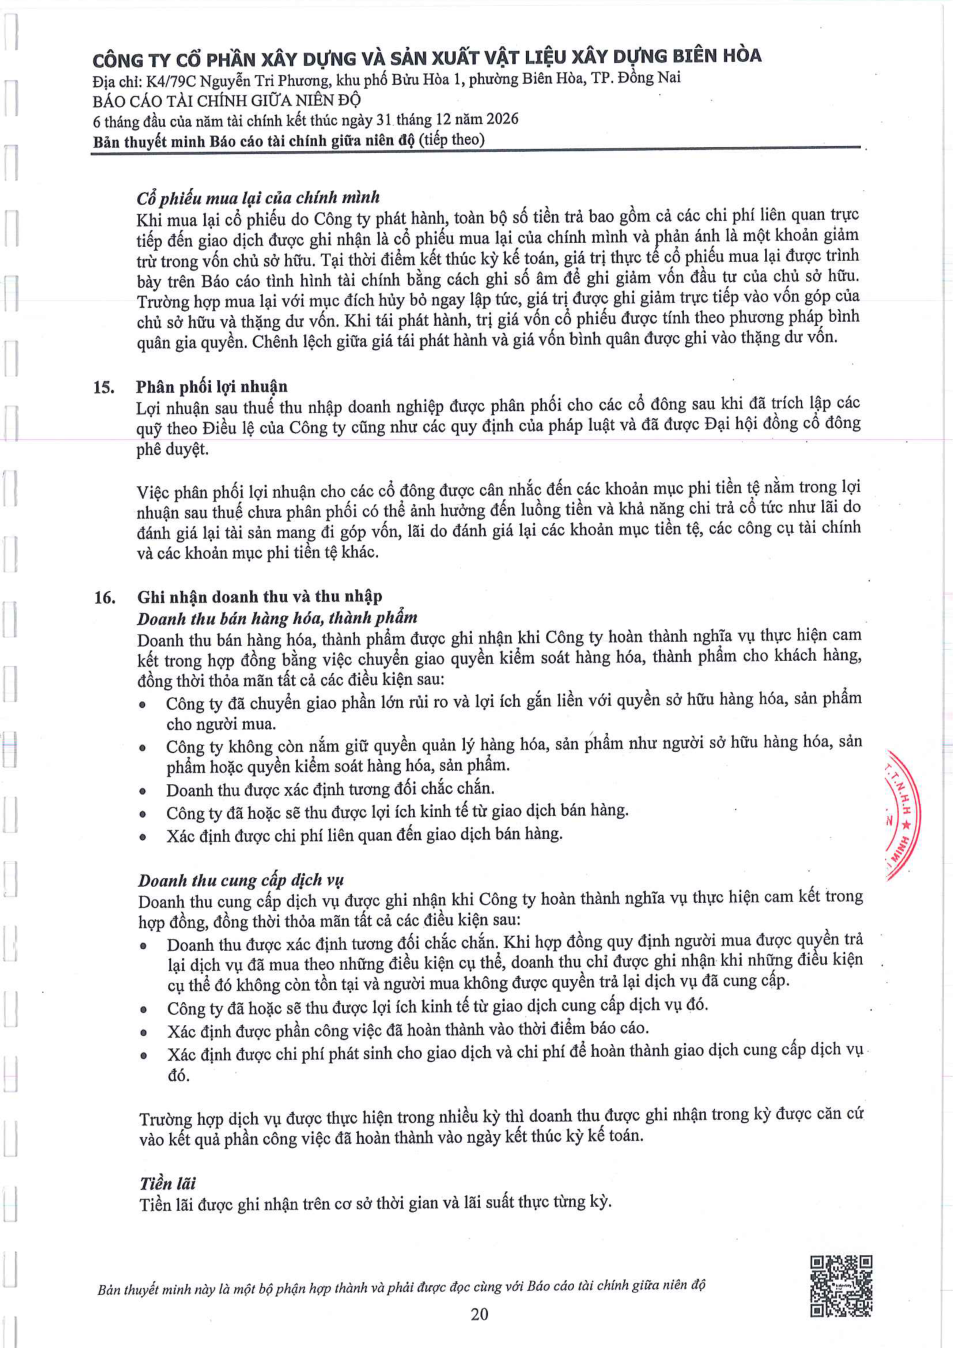 CÔNG TY CỔ PHẦN XÂY DỰNG VÀ SẢN XUẤT VẬT LIỆU XÂY DỰNG BIÊN HÒA
Địa chỉ: K4/79C Nguyễn Tri Phương, khu phố Bửu Hòa 1, phường Biên Hòa, TP. Đồng Nai
BÁO CÁO TÀI CHÍNH GIỮA NIÊN ĐỘ
6 tháng đầu của năm tài chính kết thúc ngày 31 tháng 12 năm 2026
Bản thuyết minh Báo cáo tài chính giữa niên độ (tiếp theo)
Cổ phiếu mua lại của chính mình
Khi mua lại cổ phiếu do Công ty phát hành, toàn bộ số tiền trả bao gồm cả các chi phí liên quan trực
tiếp đến giao dịch được ghi nhận là cổ phiếu mua lại của chính mình và phản ánh là một khoản giảm
trừ trong vốn chủ sở hữu. Tại thời điểm kết thúc kỳ kế toán, giá trị thực tế cổ phiếu mua lại được trình
bày trên Báo cáo tình hình tài chính bằng cách ghi số âm để ghi giảm vốn đầu tư của chủ sở hữu.
Trường hợp mua lại với mục đích hủy bỏ ngay lập tức, giá trị được ghi giảm trực tiếp vào vốn góp của
chủ sở hữu và thặng dư vốn. Khi tái phát hành, trị giá vốn cổ phiếu được tính theo phương pháp bình
quân gia quyền. Chênh lệch giữa giá tái phát hành và giá vốn bình quân được ghi vào thặng dư vốn.
15. Phân phối lợi nhuận
Lợi nhuận sau thuế thu nhập doanh nghiệp được phân phối cho các cổ đông sau khi đã trích lập các
quỹ theo Điều lệ của Công ty cũng như các quy định của pháp luật và đã được Đại hội đồng cổ đông
phê duyệt.
Việc phân phối lợi nhuận cho các cổ đông được cân nhắc đến các khoản mục phi tiền tệ nằm trong lợi
nhuận sau thuế chưa phân phối có thể ảnh hưởng đến luồng tiền và khả năng chi trả cổ tức như lãi do
đánh giá lại tài sản mang đi góp vốn, lãi do đánh giá lại các khoản mục tiền tệ, các công cụ tài chính
và các khoản mục phi tiền tệ khác.
16. Ghi nhận doanh thu và thu nhập
Doanh thu bán hàng hóa, thành phẩm
Doanh thu bán hàng hóa, thành phẩm được ghi nhận khi Công ty hoàn thành nghĩa vụ thực hiện cam
kết trong hợp đồng bằng việc chuyển giao quyền kiểm soát hàng hóa, thành phẩm cho khách hàng,
đồng thời thỏa mãn tất cả các điều kiện sau:
• Công ty đã chuyển giao phần lớn rủi ro và lợi ích gắn liền với quyền sở hữu hàng hóa, sản phẩm
cho người mua.
• Công ty không còn nắm giữ quyền quản lý hàng hóa, sản phẩm như người sở hữu hàng hóa, sản
phẩm hoặc quyền kiểm soát hàng hóa, sản phẩm.
• Doanh thu được xác định tương đối chắc chắn.
• Công ty đã hoặc sẽ thu được lợi ích kinh tế từ giao dịch bán hàng.
• Xác định được chi phí liên quan đến giao dịch bán hàng.
Doanh thu cung cấp dịch vụ
Doanh thu cung cấp dịch vụ được ghi nhận khi Công ty hoàn thành nghĩa vụ thực hiện cam kết trong
hợp đồng, đồng thời thỏa mãn tất cả các điều kiện sau:
• Doanh thu được xác định tương đối chắc chắn. Khi hợp đồng quy định người mua được quyền trả
lại dịch vụ đã mua theo những điều kiện cụ thể, doanh thu chỉ được ghi nhận khi những điều kiện
cụ thể đó không còn tồn tại và người mua không được quyền trả lại dịch vụ đã cung cấp.
• Công ty đã hoặc sẽ thu được lợi ích kinh tế từ giao dịch cung cấp dịch vụ đó.
• Xác định được phần công việc đã hoàn thành vào thời điểm báo cáo.
• Xác định được chi phí phát sinh cho giao dịch và chi phí để hoàn thành giao dịch cung cấp dịch vụ
đó.
Trường hợp dịch vụ được thực hiện trong nhiều kỳ thì doanh thu được ghi nhận trong kỳ được căn cứ
vào kết quả phần công việc đã hoàn thành vào ngày kết thúc kỳ kế toán.
Tiền lãi
Tiền lãi được ghi nhận trên cơ sở thời gian và lãi suất thực từng kỳ.
T.T.N.H.H ★
MINH
Bản thuyết minh này là một bộ phận hợp thành và phải được đọc cùng với Báo cáo tài chính giữa niên độ
20